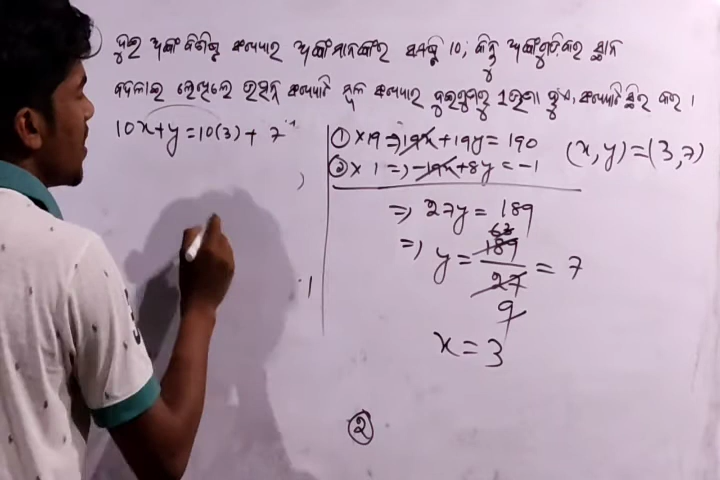 ଦୁଇ ଅଙ୍କ ବିଶିଷ୍ଟ ସଂଖ୍ୟାର ଅଙ୍କମାନଙ୍କର ସମଷ୍ଟି 10; କିନ୍ତୁ ଅଙ୍କଗୁଡ଼ିକର ସ୍ଥାନ
ବଦଳାଇ ଲେଖିଲେ ଉତ୍ପନ୍ନ ସଂଖ୍ୟାଟି ମୂଳ ସଂଖ୍ୟାର ଦୁଇଗୁଣରୁ 1 ଊଣା ହୁଏ, ସଂଖ୍ୟାଟି ସ୍ଥିର କର ।
10x+y=10(3)+ 7
① ×19 ⇒ 19x+19y= 190
② × 1 => -19x+8y = -1
(x, y)=(3,7)
=> 27y = 189
=> y = 189/27 = 7
63
9
x = 3
②